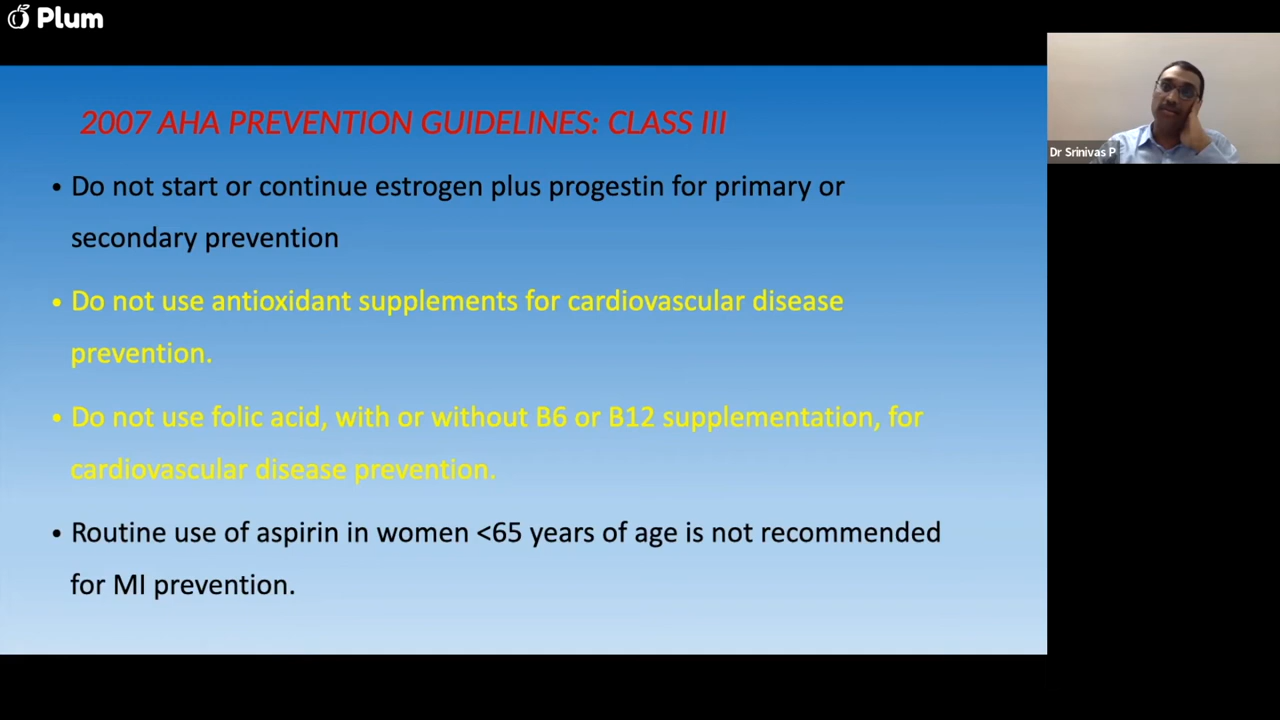 Plum
2007 AHA PREVENTION GUIDELINES: CLASS III
• Do not start or continue estrogen plus progestin for primary or
secondary prevention
• Do not use antioxidant supplements for cardiovascular disease
prevention.
• Do not use folic acid, with or without B6 or B12 supplementation, for
cardiovascular disease prevention.
• Routine use of aspirin in women <65 years of age is not recommended
for MI prevention.
Dr Srinivas P